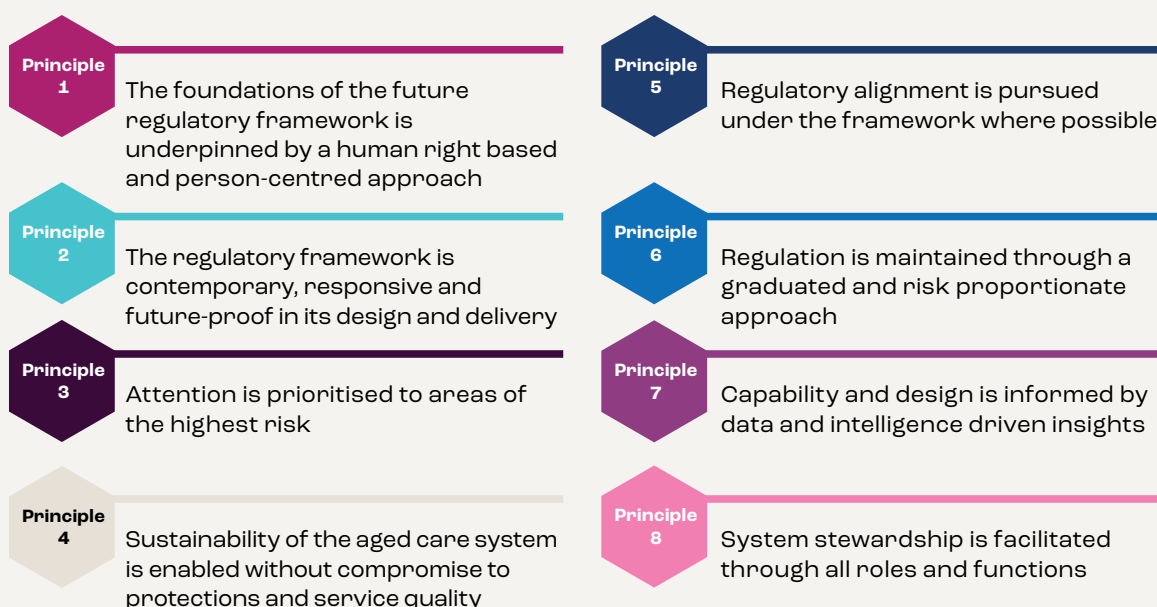 Principle
1
The foundations of the future
regulatory framework is
underpinned by a human right based
and person-centred approach
Principle
2
The regulatory framework is
contemporary, responsive and
future-proof in its design and delivery
Principle
3
Attention is prioritised to areas of
the highest risk
Principle
4
Sustainability of the aged care system
is enabled without compromise to
protections and service quality
Principle
5
Regulatory alignment is pursued
under the framework where possible
Principle
6
Regulation is maintained through a
graduated and risk proportionate
approach
Principle
7
Capability and design is informed by
data and intelligence driven insights
Principle
8
System stewardship is facilitated
through all roles and functions